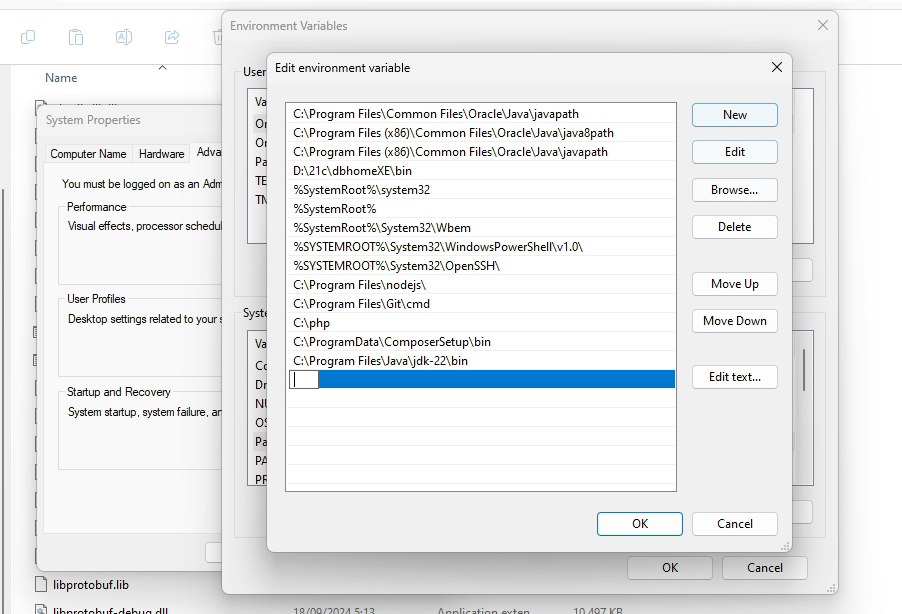 Environment Variables
Edit environment variable
Name
User
System Properties
Computer Name
Hardware
Adva
You must be logged on as an Adm
Performance
Visual effects, processor schedul
User Profiles
Desktop settings related to your s
Startup and Recovery
System startup, system failure, an
Va
On
On
Pa
TE
TM
Syste
Va
Co
Dr
NU
OS
Pa
PA
PR
C:\Program Files\Common Files\Oracle\Java\javapath
C:\Program Files (x86)\Common Files\Oracle\Java\java8path
C:\Program Files (x86)\Common Files\Oracle\Java\javapath
D:\21c\dbhomeXE\bin
%SystemRoot%\system32
%SystemRoot%
%SystemRoot%\System32\Wbem
%SYSTEMROOT%\System32\WindowsPowerShell\v1.0\
%SYSTEMROOT%\System32\OpenSSH\
C:\Program Files\nodejs\
C:\Program Files\Git\cmd
C:\php
C:\ProgramData\ComposerSetup\bin
C:\Program Files\Java\jdk-22\bin
New
Edit
Browse...
Delete
Move Up
Move Down
Edit text...
OK
Cancel
OK
Cancel
libprotobuf.lib
libprotobuf-debug.dll 18/09/2024 5:13 Application exten 10,497 KB